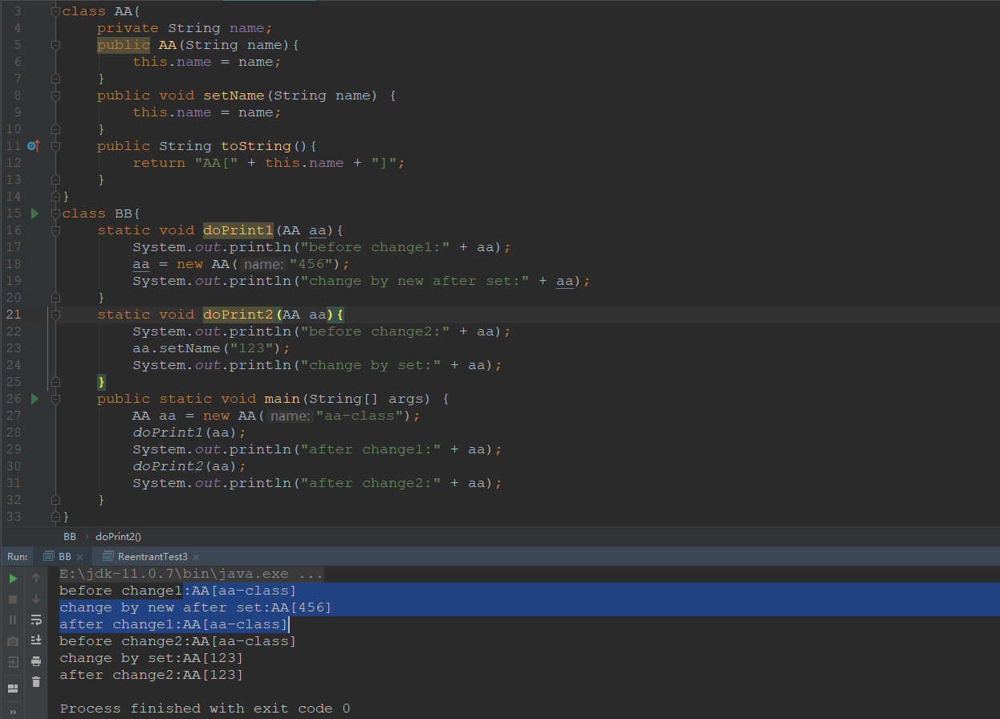 3 class AA{
4 private String name;
5 public AA(String name){
6 this.name = name;
7 }
8 public void setName(String name) {
9 this.name = name;
10 }
11 public String toString(){
12 return "AA[" + this.name + "]";
13 }
14 }
15 class BB{
16 static void doPrint1(AA aa){
17 System.out.println("before change1:" + aa);
18 aa = new AA( name: "456");
19 System.out.println("change by new after set:" + aa);
20 }
21 static void doPrint2(AA aa){
22 System.out.println("before change2:" + aa);
23 aa.setName("123");
24 System.out.println("change by set:" + aa);
25 }
26 public static void main(String[] args) {
27 AA aa = new AA( name: "aa-class");
28 doPrint1(aa);
29 System.out.println("after change1:" + aa);
30 doPrint2(aa);
31 System.out.println("after change2:" + aa);
32 }
33 }
BB › doPrint2()
Run: BB × ReentrantTest3 ×
E:\jdk-11.0.7\bin\java.exe ...
before change1:AA[aa-class]
change by new after set:AA[456]
after change1:AA[aa-class]
before change2:AA[aa-class]
change by set:AA[123]
after change2:AA[123]
Process finished with exit code 0